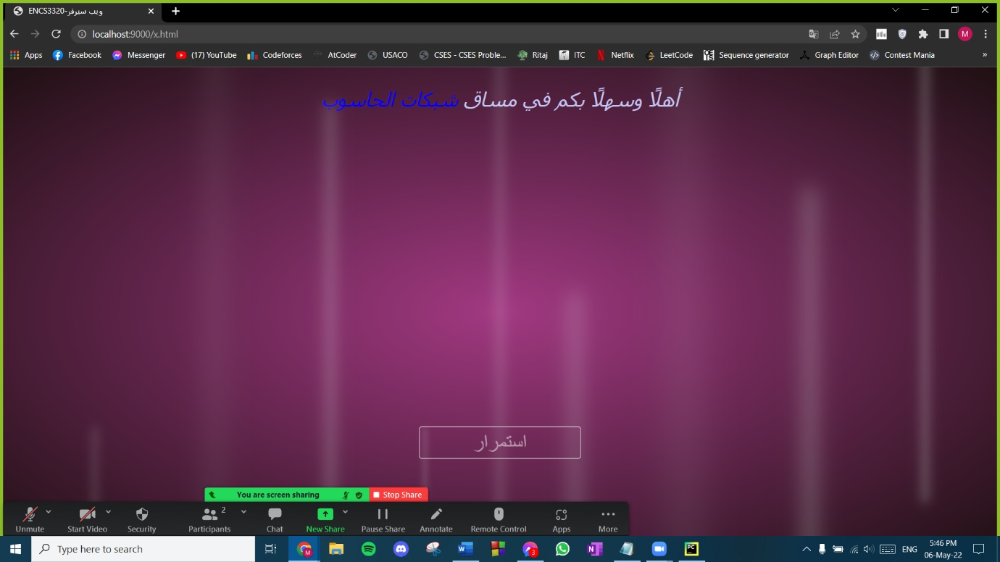 ENCS3320-ويب سيرفر
localhost:9000/x.html
Apps Facebook Messenger (17) YouTube Codeforces AtCoder USACO CSES - CSES Proble... Ritaj ITC Netflix LeetCode Sequence generator Graph Editor Contest Mania »
أهلًا وسهلًا بكم في مساق شبكات الحاسوب
استمرار
You are screen sharing Stop Share
2
Unmute Start Video Security Participants Chat New Share Pause Share Annotate Remote Control Apps More
Type here to search
3
ENG
5:46 PM
06-May-22